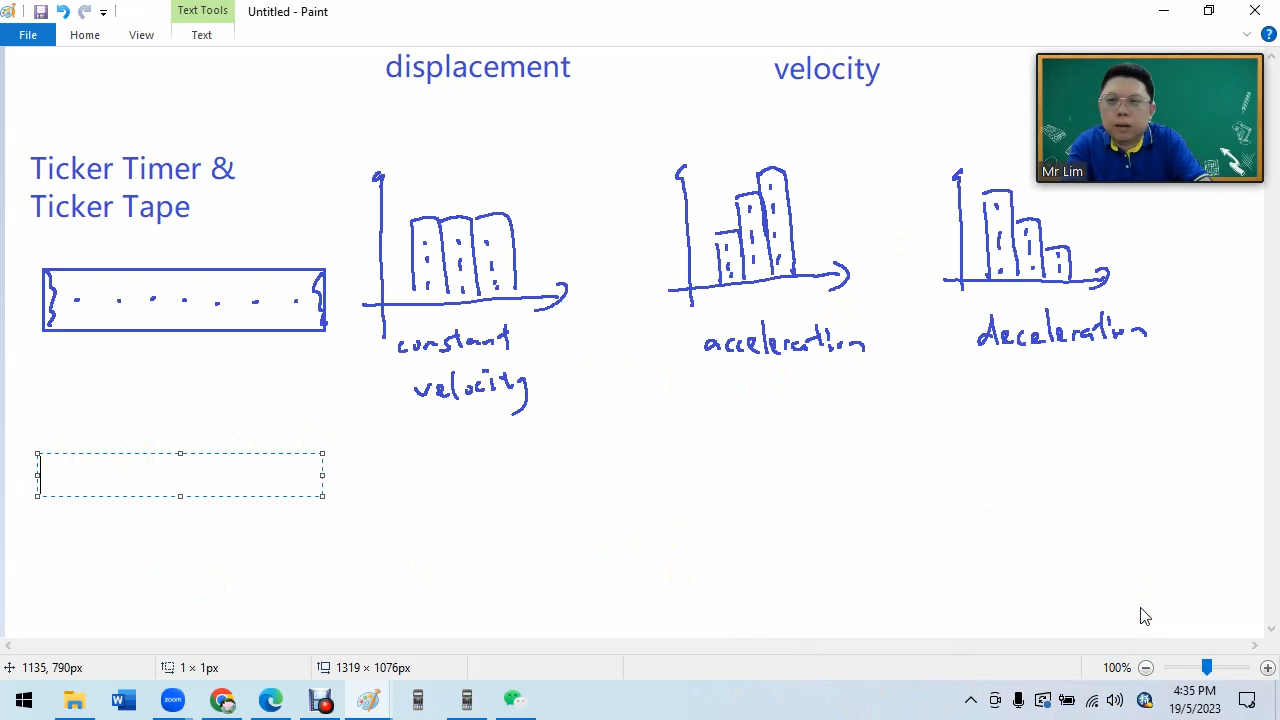 Text Tools
Untitled - Paint
File
Home
View
Text
displacement
velocity
Mr Lim
Ticker Timer &
Ticker Tape
constant
velocity
acceleration
deceleration
1135, 790px
1 × 1px
1319 × 1076px
100%
4:35 PM
19/5/2023
zoom